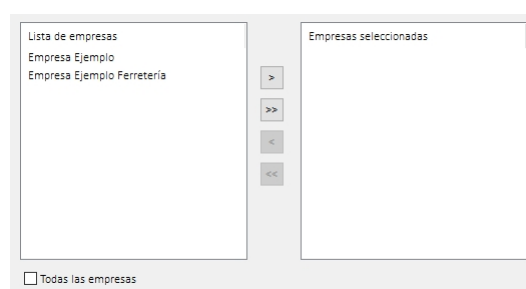 Lista de empresas
Empresa Ejemplo
Empresa Ejemplo Ferretería
>
>>
<
<<
Empresas seleccionadas
Todas las empresas